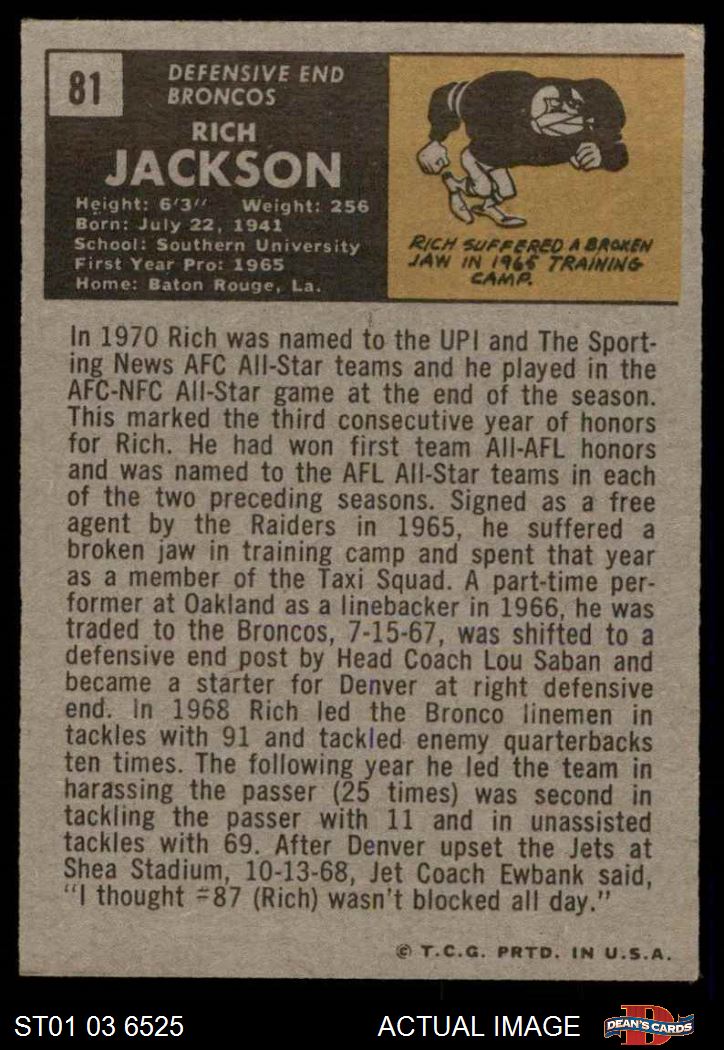 81
DEFENSIVE END
BRONCOS
RICH
JACKSON
Height: 6'3" Weight: 256
Born: July 22, 1941
School: Southern University
First Year Pro: 1965
Home: Baton Rouge, La.
RICH SUFFERED A BROKEN
JAW IN 1965 TRAINING
CAMP.
In 1970 Rich was named to the UPI and The Sport-
ing News AFC All-Star teams and he played in the
AFC-NFC All-Star game at the end of the season.
This marked the third consecutive year of honors
for Rich. He had won first team All-AFL honors
and was named to the AFL All-Star teams in each
of the two preceding seasons. Signed as a free
agent by the Raiders in 1965, he suffered a
broken jaw in training camp and spent that year
as a member of the Taxi Squad. A part-time per-
former at Oakland as a linebacker in 1966, he was
traded to the Broncos, 7-15-67, was shifted to a
defensive end post by Head Coach Lou Saban and
became a starter for Denver at right defensive
end. In 1968 Rich led the Bronco linemen in
tackles with 91 and tackled enemy quarterbacks
ten times. The following year he led the team in
harassing the passer (25 times) was second in
tackling the passer with 11 and in unassisted
tackles with 69. After Denver upset the Jets at
Shea Stadium, 10-13-68, Jet Coach Ewbank said,
"I thought #87 (Rich) wasn't blocked all day."
© T.C.G. PRTD. IN U.S.A.
ST01 03 6525
ACTUAL IMAGE
D
DEAN'S CARDS